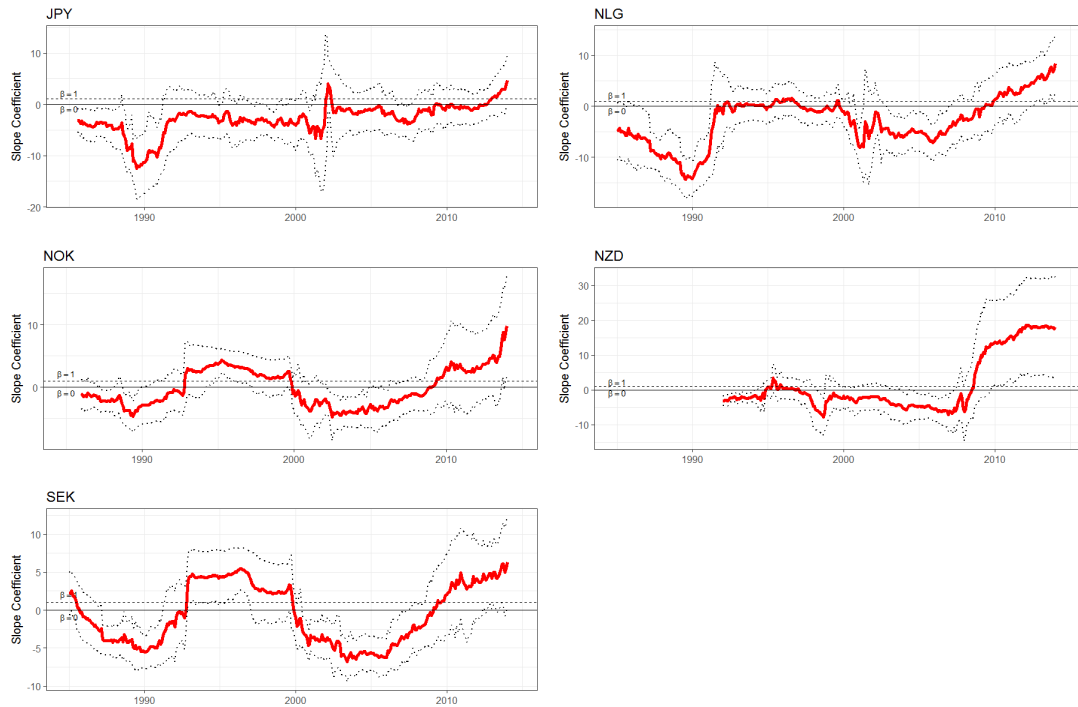 JPY
Slope Coefficient
10
0
-10
-20
β = 1
β = 0
1990
2000
2010
NLG
Slope Coefficient
10
0
-10
β = 1
β = 0
1990
2000
2010
NOK
Slope Coefficient
10
0
β = 1
β = 0
1990
2000
2010
NZD
Slope Coefficient
30
20
10
0
-10
β = 1
β = 0
1990
2000
2010
SEK
Slope Coefficient
10
5
0
-5
-10
β = 1
β = 0
1990
2000
2010